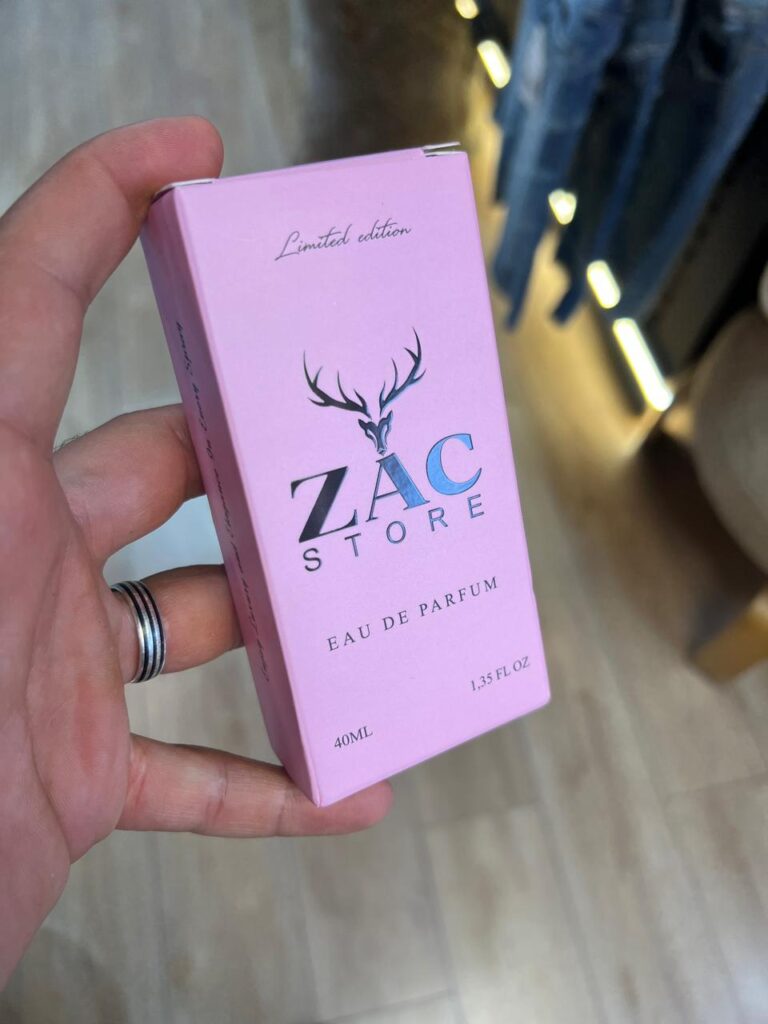 Limited edition
ZAC
STORE
EAU DE PARFUM
1,35 FL OZ
40ML